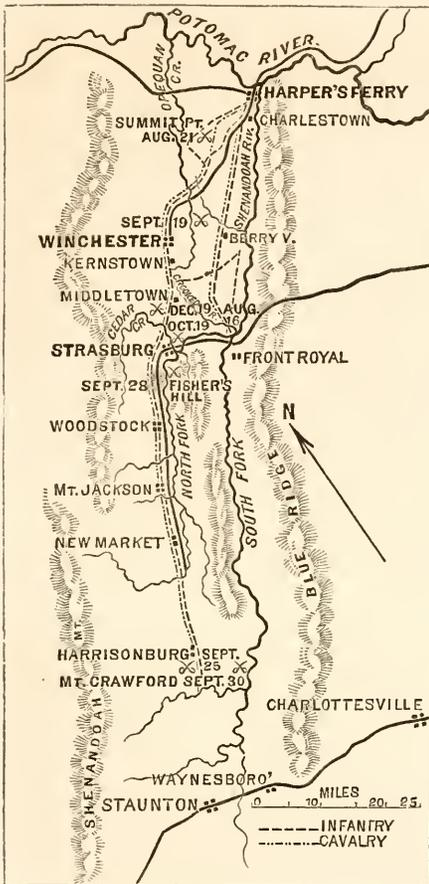 POTOMAC RIVER.
OPEQUAN CR.
HARPER'S FERRY
CHARLESTOWN
SUMMIT PT.
AUG. 21
SHENANDOAH RIV.
SEPT. 19
WINCHESTER
BERRY V.
KERNSTOWN
MIDDLETOWN
DEC. 19
AUG. 16
CEDAR CR.
OCT. 19
STRASBURG
FRONT ROYAL
SEPT. 28
FISHER'S HILL
WOODSTOCK
N
NORTH FORK
SOUTH FORK
MT. JACKSON
BLUE RIDGE
NEW MARKET
HARRISONBURG SEPT. 25
MT. CRAWFORD SEPT. 30
SHENANDOAH MT.
CHARLOTTESVILLE
WAYNESBORO'
STAUNTON
MILES
0 10 20 25
INFANTRY
CAVALRY